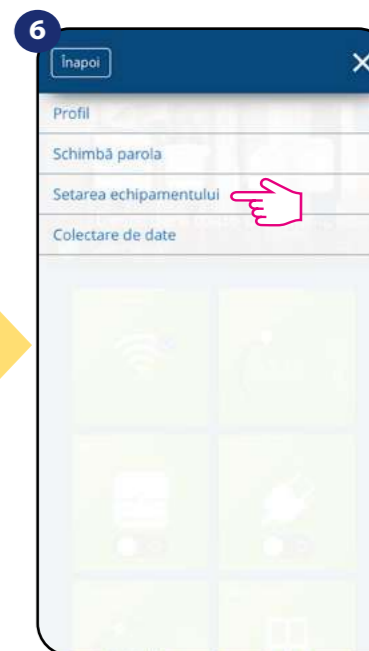 6
Înapoi
Profil
Schimbă parola
Setarea echipamentului
Colectare de date